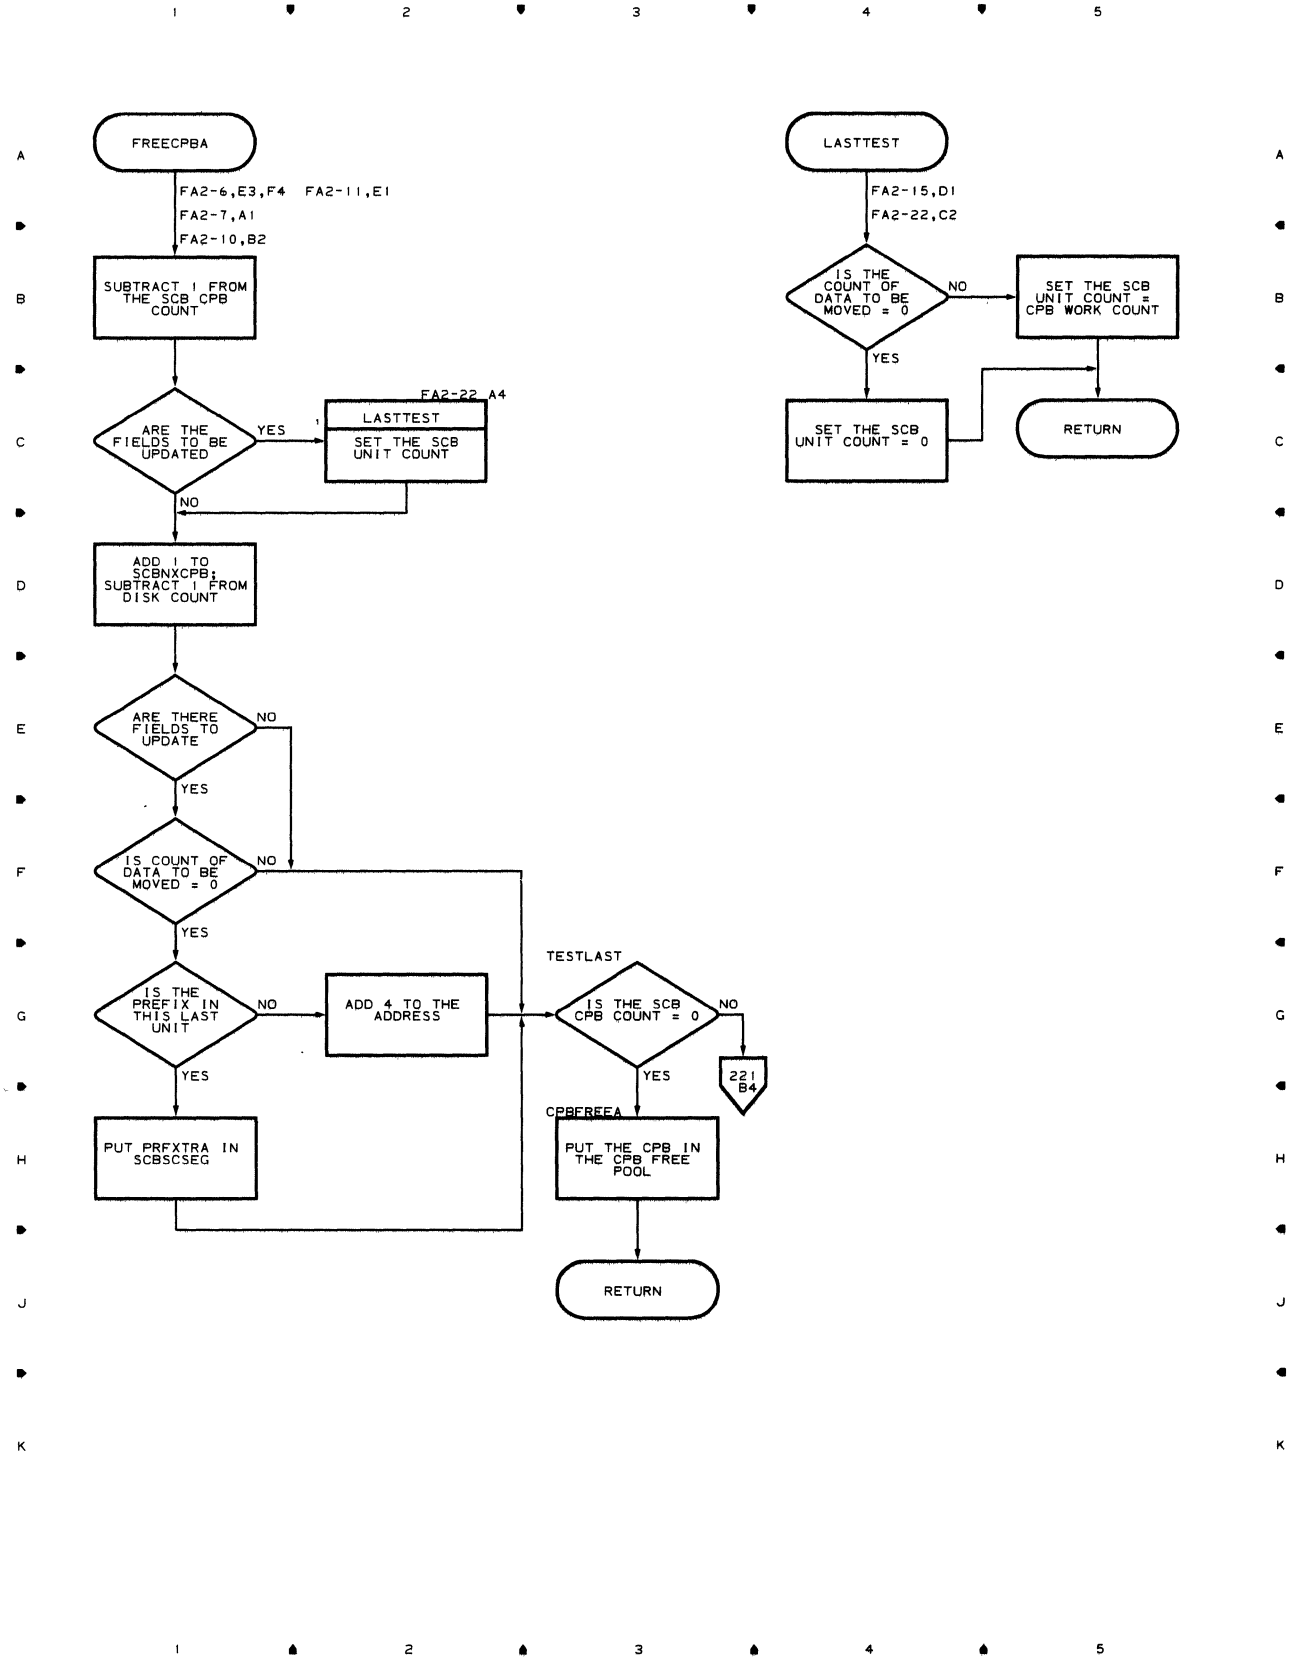 1 2 3 4 5
FREECPBA
LASTTEST
A A
FA2-6,E3,F4 FA2-11,E1
FA2-7,A1
FA2-10,B2
FA2-15,D1
FA2-22,C2
SUBTRACT 1 FROM
THE SCB CPB
COUNT
IS THE
COUNT OF
DATA TO BE
MOVED = 0
NO
YES
SET THE SCB
UNIT COUNT =
CPB WORK COUNT
B B
ARE THE
FIELDS TO BE
UPDATED
YES
NO
1
FA2-22 A4
LASTTEST
SET THE SCB
UNIT COUNT
SET THE SCB
UNIT COUNT = 0
RETURN
C C
ADD 1 TO
SCBNXCPB;
SUBTRACT 1 FROM
DISK COUNT
D D
ARE THERE
FIELDS TO
UPDATE
NO
YES
E E
IS COUNT OF
DATA TO BE
MOVED = 0
NO
YES
F F
IS THE
PREFIX IN
THIS LAST
UNIT
NO
YES
ADD 4 TO THE
ADDRESS
TESTLAST
IS THE SCB
CPB COUNT = 0
NO
YES
221
B4
G G
PUT PRFXTRA IN
SCBSCSEG
CPBFREEA
PUT THE CPB IN
THE CPB FREE
POOL
H H
RETURN
J J
K K
1 2 3 4 5